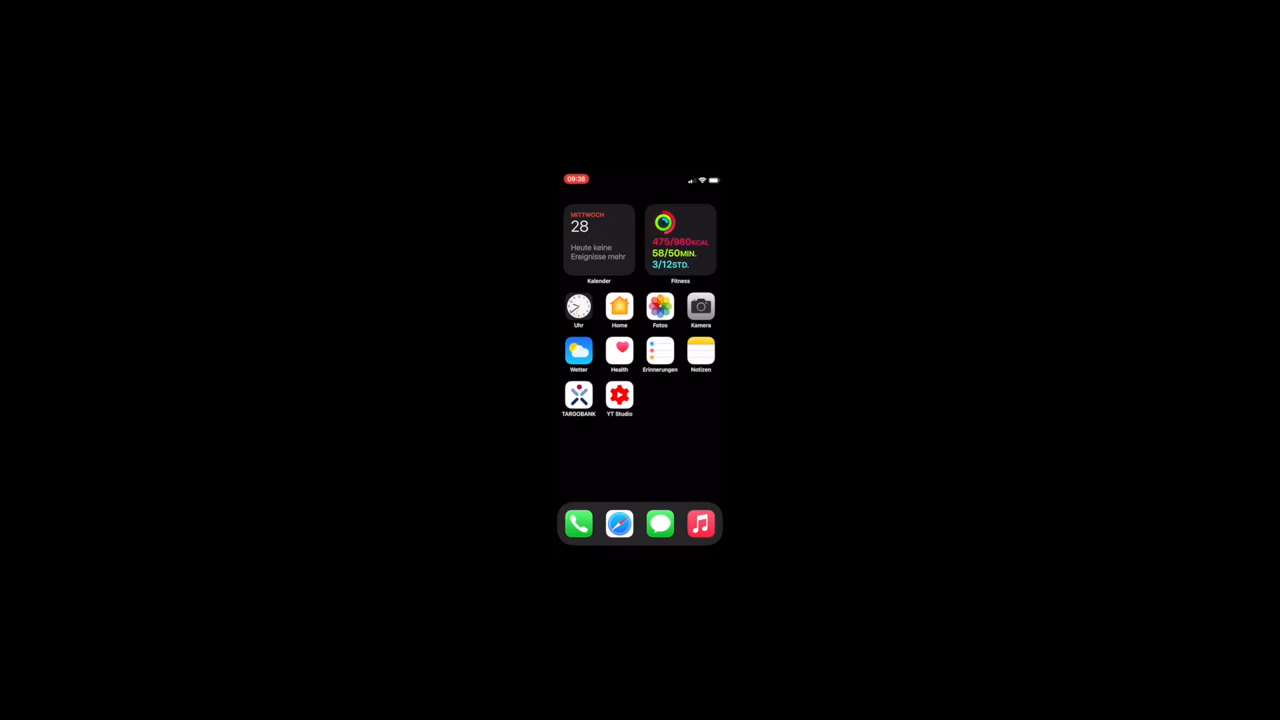 09:38
MITTWOCH
28
Heute keine
Ereignisse mehr
Kalender
475/980KCAL
58/50MIN.
3/12STD.
Fitness
Uhr
Home
Fotos
Kamera
Wetter
Health
Erinnerungen
Notizen
TARGOBANK
YT Studio